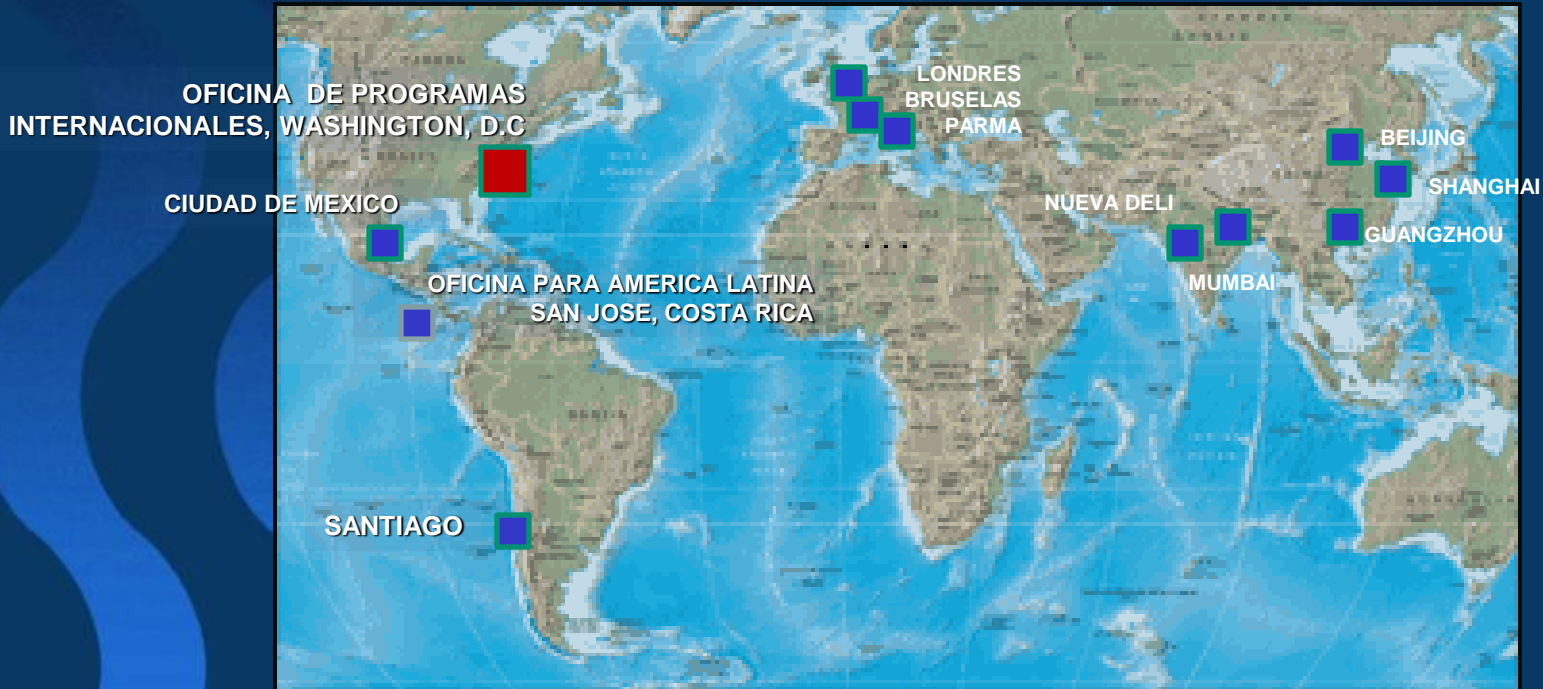 OFICINA DE PROGRAMAS
INTERNACIONALES, WASHINGTON, D.C
CIUDAD DE MEXICO
OFICINA PARA AMERICA LATINA
SAN JOSE, COSTA RICA
SANTIAGO
LONDRES
BRUSELAS
PARMA
NUEVA DELI
MUMBAI
BEIJING
SHANGHAI
GUANGZHOU
. . .